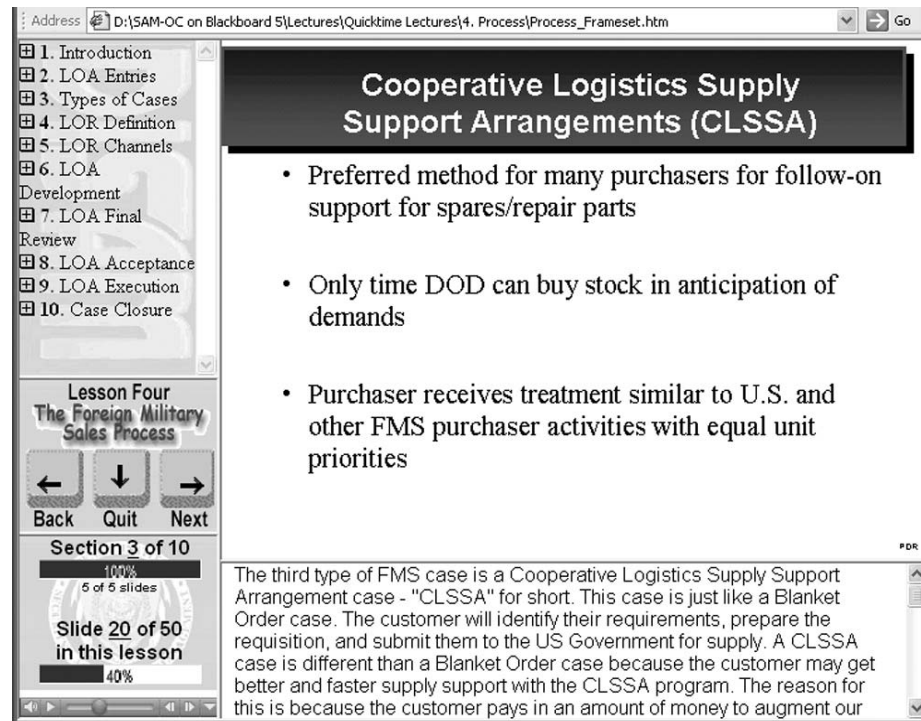 Address D:\SAM-OC on Blackboard 5\Lectures\Quicktime Lectures\4. Process\Process_Frameset.htm Go
1. Introduction
2. LOA Entries
3. Types of Cases
4. LOR Definition
5. LOR Channels
6. LOA
Development
7. LOA Final
Review
8. LOA Acceptance
9. LOA Execution
10. Case Closure
Lesson Four
The Foreign Military
Sales Process
Back Quit Next
Section 3 of 10
100%
5 of 5 slides
Slide 20 of 50
in this lesson
40%
Cooperative Logistics Supply
Support Arrangements (CLSSA)
• Preferred method for many purchasers for follow-on
support for spares/repair parts
• Only time DOD can buy stock in anticipation of
demands
• Purchaser receives treatment similar to U.S. and
other FMS purchaser activities with equal unit
priorities
PDR
The third type of FMS case is a Cooperative Logistics Supply Support
Arrangement case - "CLSSA" for short. This case is just like a Blanket
Order case. The customer will identify their requirements, prepare the
requisition, and submit them to the US Government for supply. A CLSSA
case is different than a Blanket Order case because the customer may get
better and faster supply support with the CLSSA program. The reason for
this is because the customer pays in an amount of money to augment our